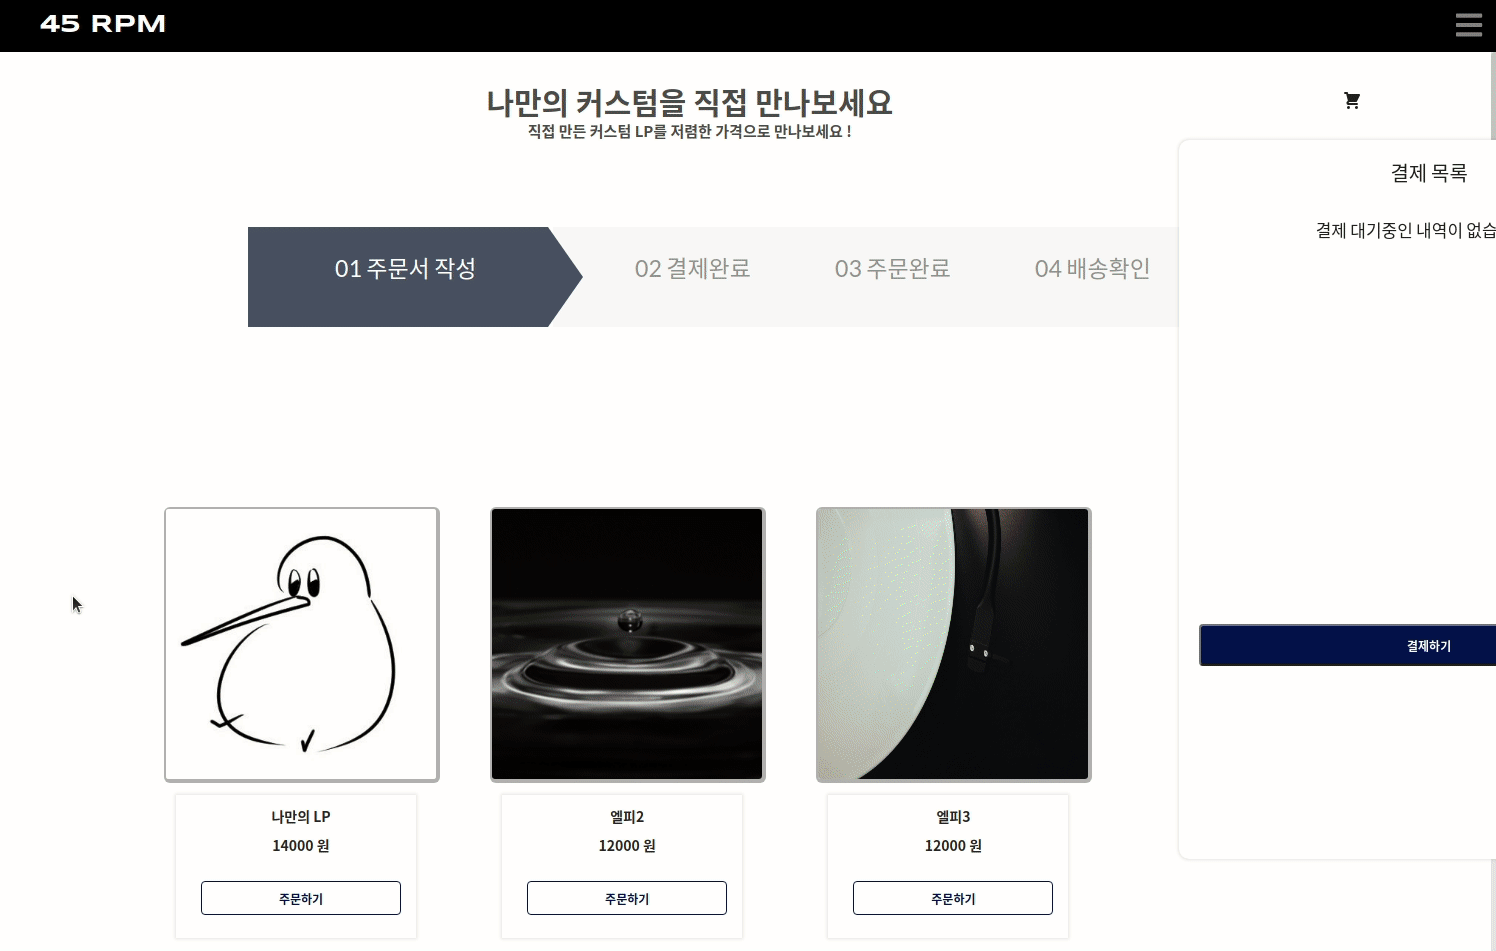 45 RPM
나만의 커스텀을 직접 만나보세요
직접 만든 커스텀 LP를 저렴한 가격으로 만나보세요 !
결제 목록
결제 대기중인 내역이 없습
01 주문서 작성
02 결제완료
03 주문완료
04 배송확인
결제하기
나만의 LP
14000 원
주문하기
엘피2
12000 원
주문하기
엘피3
12000 원
주문하기